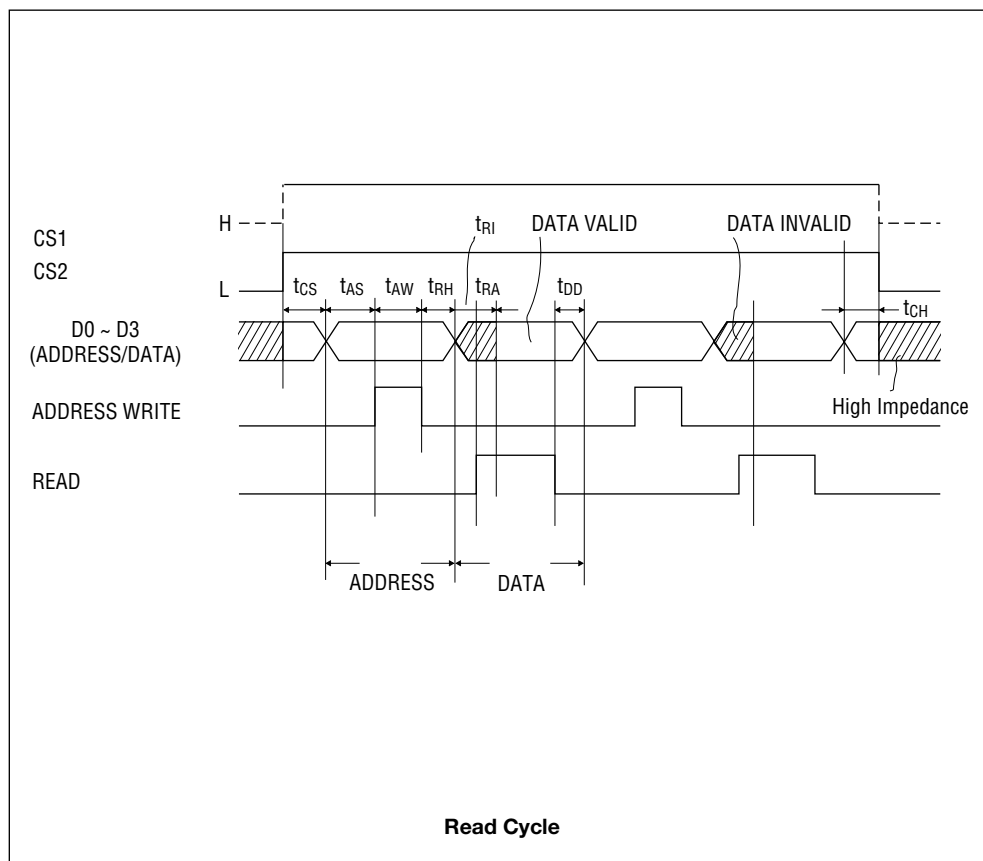 H
CS1
CS2
L
tRI
DATA VALID
DATA INVALID
tCS
tAS
tAW
tRH
tRA
tDD
tCH
D0 ~ D3
(ADDRESS/DATA)
High Impedance
ADDRESS WRITE
READ
ADDRESS
DATA
Read Cycle